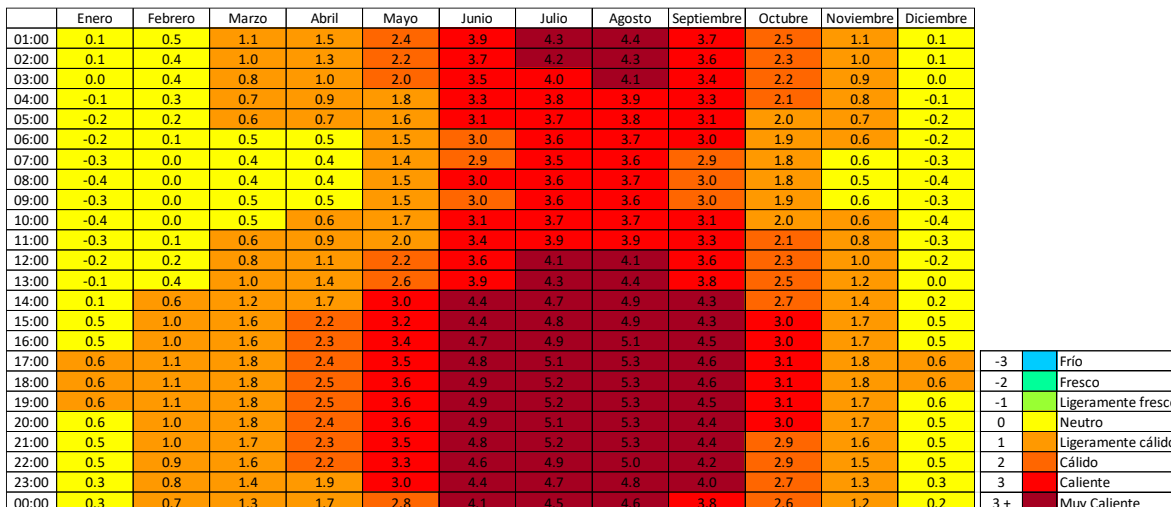 Enero Febrero Marzo Abril Mayo Junio Julio Agosto Septiembre Octubre Noviembre Diciembre
01:00 0.1 0.5 1.1 1.5 2.4 3.9 4.3 4.4 3.7 2.5 1.1 0.1
02:00 0.1 0.4 1.0 1.3 2.2 3.7 4.2 4.3 3.6 2.3 1.0 0.1
03:00 0.0 0.4 0.8 1.0 2.0 3.5 4.0 4.1 3.4 2.2 0.9 0.0
04:00 -0.1 0.3 0.7 0.9 1.8 3.3 3.8 3.9 3.3 2.1 0.8 -0.1
05:00 -0.2 0.2 0.6 0.7 1.6 3.1 3.7 3.8 3.1 2.0 0.7 -0.2
06:00 -0.2 0.1 0.5 0.5 1.5 3.0 3.6 3.7 3.0 1.9 0.6 -0.2
07:00 -0.3 0.0 0.4 0.4 1.4 2.9 3.5 3.6 2.9 1.8 0.6 -0.3
08:00 -0.4 0.0 0.4 0.4 1.5 3.0 3.6 3.7 3.0 1.8 0.5 -0.4
09:00 -0.3 0.0 0.5 0.5 1.5 3.0 3.6 3.6 3.0 1.9 0.6 -0.3
10:00 -0.4 0.0 0.5 0.6 1.7 3.1 3.7 3.7 3.1 2.0 0.6 -0.4
11:00 -0.3 0.1 0.6 0.9 2.0 3.4 3.9 3.9 3.3 2.1 0.8 -0.3
12:00 -0.2 0.2 0.8 1.1 2.2 3.6 4.1 4.1 3.6 2.3 1.0 -0.2
13:00 -0.1 0.4 1.0 1.4 2.6 3.9 4.3 4.4 3.8 2.5 1.2 0.0
14:00 0.1 0.6 1.2 1.7 3.0 4.4 4.7 4.9 4.3 2.7 1.4 0.2
15:00 0.5 1.0 1.6 2.2 3.2 4.4 4.8 4.9 4.3 3.0 1.7 0.5
16:00 0.5 1.0 1.6 2.3 3.4 4.7 4.9 5.1 4.5 3.0 1.7 0.5
17:00 0.6 1.1 1.8 2.4 3.5 4.8 5.1 5.3 4.6 3.1 1.8 0.6 -3 Frío
18:00 0.6 1.1 1.8 2.5 3.6 4.9 5.2 5.3 4.6 3.1 1.8 0.6 -2 Fresco
19:00 0.6 1.1 1.8 2.5 3.6 4.9 5.2 5.3 4.5 3.1 1.7 0.6 -1 Ligeramente fresco
20:00 0.6 1.0 1.8 2.4 3.6 4.9 5.1 5.3 4.4 3.0 1.7 0.5 0 Neutro
21:00 0.5 1.0 1.7 2.3 3.5 4.8 5.2 5.3 4.4 2.9 1.6 0.5 1 Ligeramente cálido
22:00 0.5 0.9 1.6 2.2 3.3 4.6 4.9 5.0 4.2 2.9 1.5 0.5 2 Cálido
23:00 0.3 0.8 1.4 1.9 3.0 4.4 4.7 4.8 4.0 2.7 1.3 0.3 3 Caliente
00:00 0.3 0.7 1.3 1.7 2.8 4.1 4.5 4.6 3.8 2.6 1.2 0.2 3 + Muy Caliente